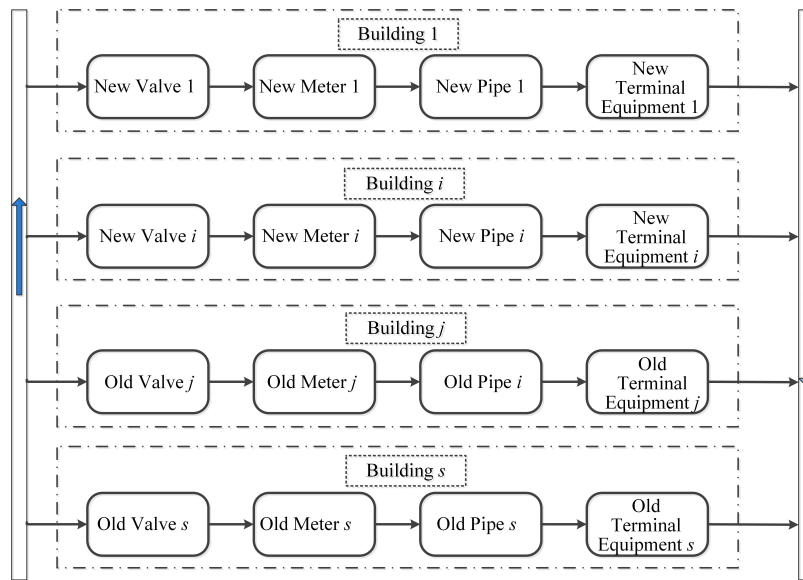 Building 1
New Valve 1
New Meter 1
New Pipe 1
New
Terminal
Equipment 1
Building i
New Valve i
New Meter i
New Pipe i
New
Terminal
Equipment i
Building j
Old Valve j
Old Meter j
Old Pipe i
Old
Terminal
Equipment j
Building s
Old Valve s
Old Meter s
Old Pipe s
Old
Terminal
Equipment s